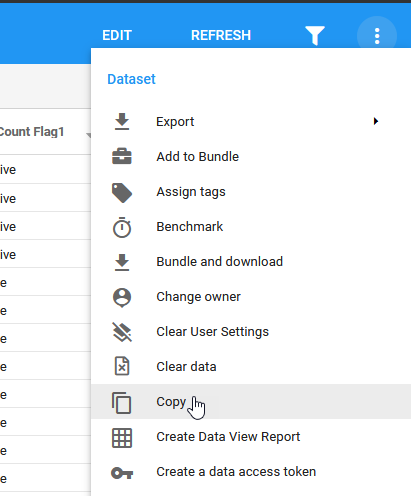 EDIT REFRESH
Dataset
Count Flag1
Export
ive
Add to Bundle
ive
Assign tags
ive
Benchmark
ive
Bundle and download
e
Change owner
e
Clear User Settings
e
Clear data
e
Copy
e
Create Data View Report
e
Create a data access token
e
e